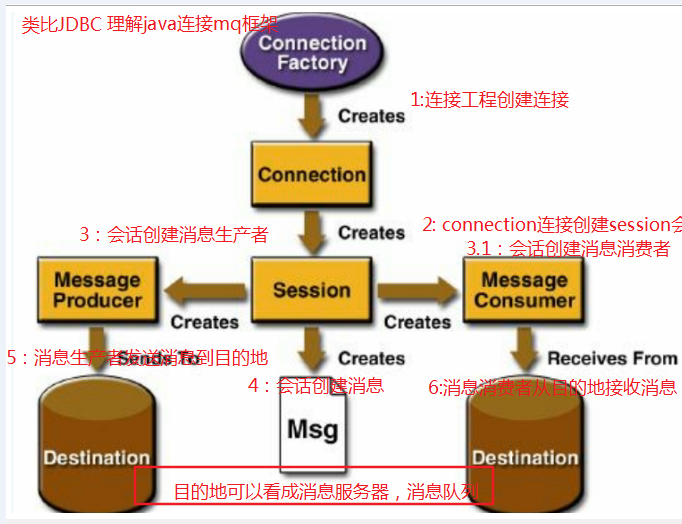 类比JDBC 理解java连接mq框架
Connection
Factory
1:连接工程创建连接
Creates
Connection
2: connection连接创建session会
3：会话创建消息生产者
Creates
3.1：会话创建消息消费者
Message
Producer
Session
Message
Consumer
Creates
Creates
5：消息生产者发送消息到目的地
Sends To
Creates
Receives From
4：会话创建消息
6:消息消费者从目的地接收消息
Msg
Destination
Destination
目的地可以看成消息服务器，消息队列